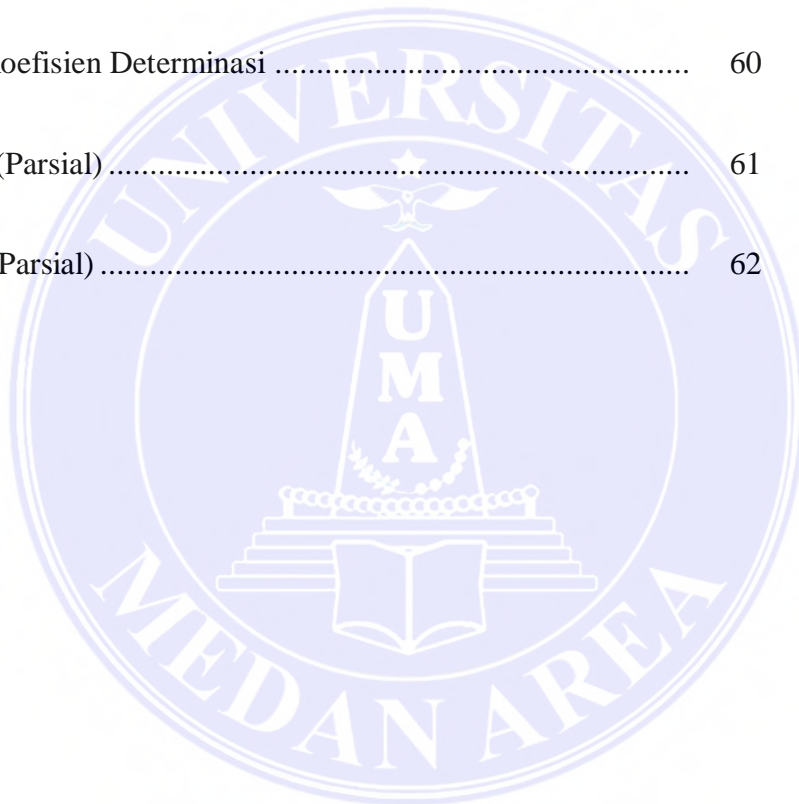 oefisien Determinasi ........................................................ 60
(Parsial) .............................................................................. 61
Parsial) ................................................................................ 62
UNIVERSITAS
U
M
A
MEDAN AREA